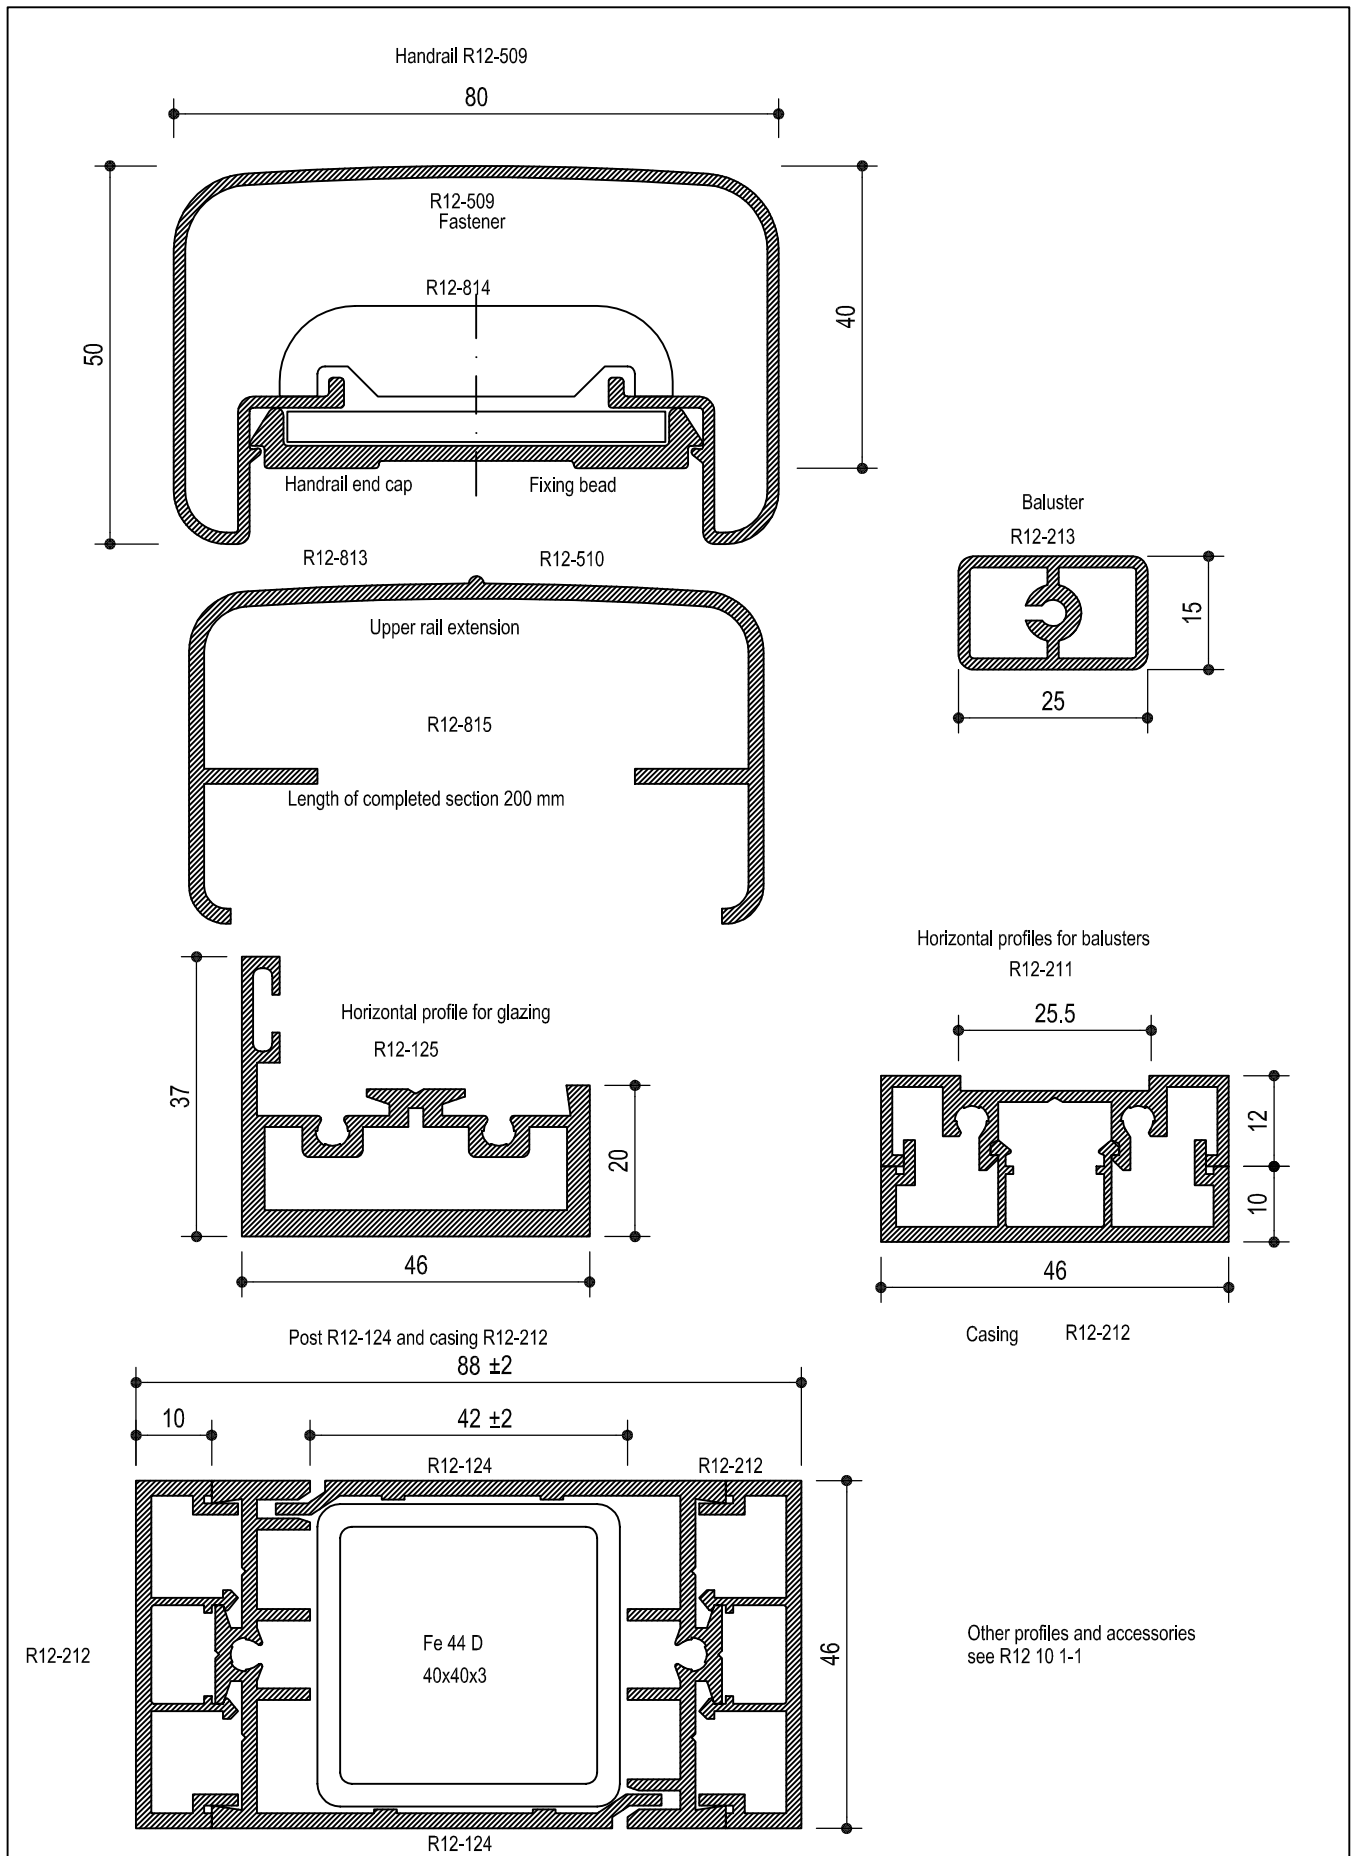 Handrail R12-509
80
R12-509
Fastener
R12-814
50
40
Handrail end cap
Fixing bead
R12-813
R12-510
Upper rail extension
R12-815
Length of completed section 200 mm
Baluster
R12-213
15
25
Horizontal profile for glazing
R12-125
37
20
46
Horizontal profiles for balusters
R12-211
25.5
12
10
46
Casing R12-212
Post R12-124 and casing R12-212
88 ±2
10
42 ±2
R12-124
R12-212
R12-212
Fe 44 D
40x40x3
46
R12-124
Other profiles and accessories
see R12 10 1-1